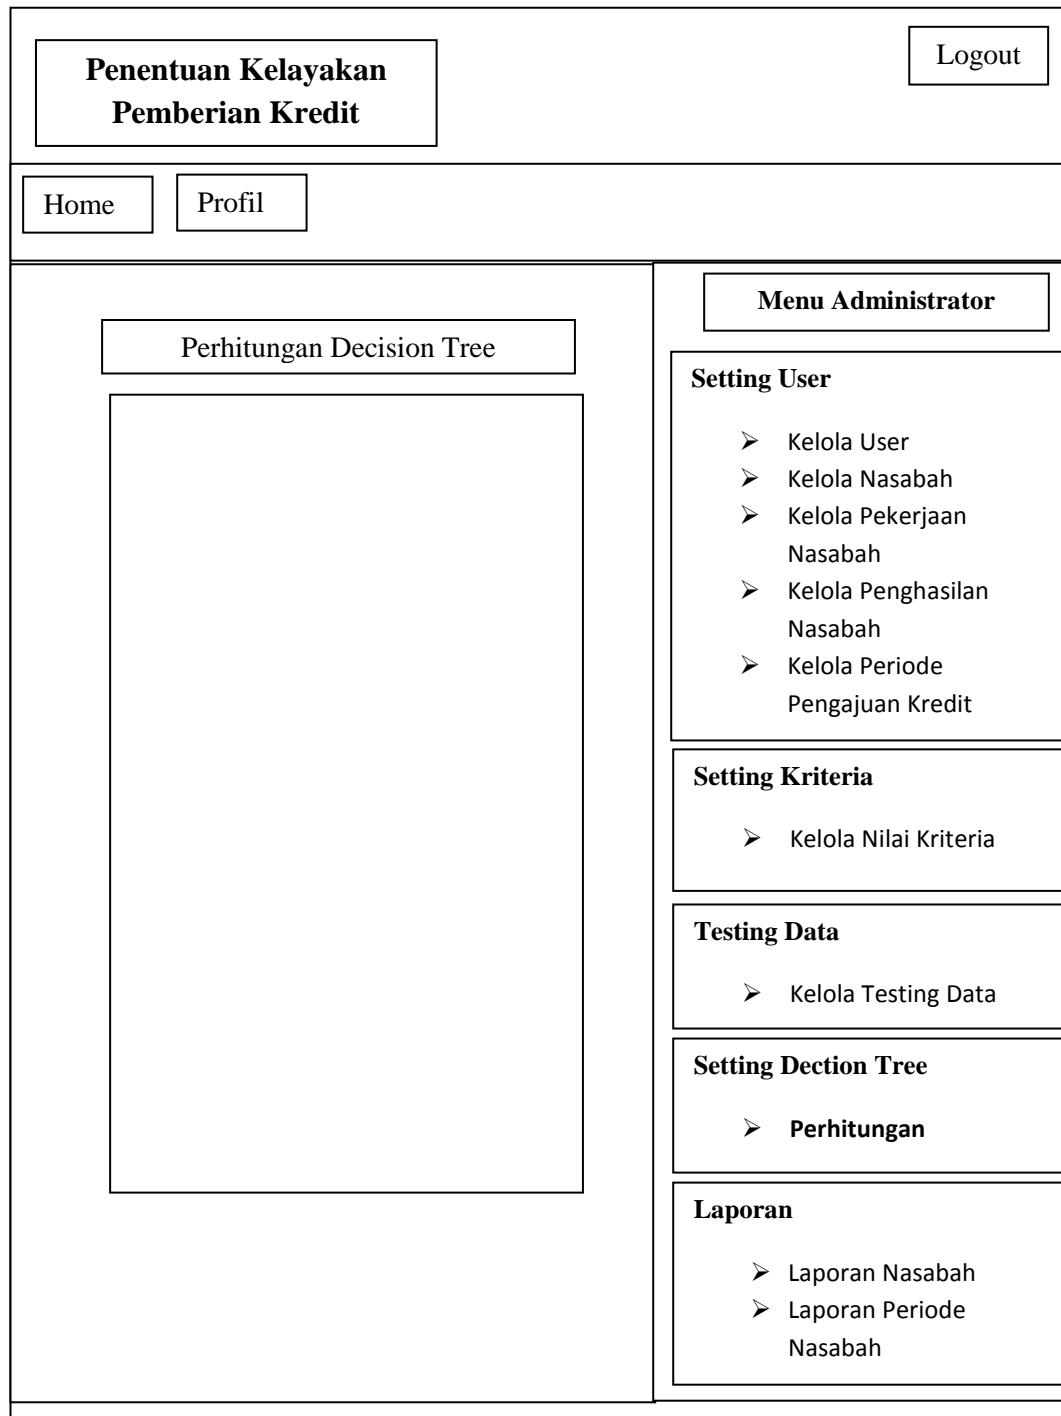 Penentuan Kelayakan
Pemberian Kredit
Logout
Home
Profil
Perhitungan Decision Tree
Menu Administrator
Setting User
➢ Kelola User
➢ Kelola Nasabah
➢ Kelola Pekerjaan
Nasabah
➢ Kelola Penghasilan
Nasabah
➢ Kelola Periode
Pengajuan Kredit
Setting Kriteria
➢ Kelola Nilai Kriteria
Testing Data
➢ Kelola Testing Data
Setting Dection Tree
➢ Perhitungan
Laporan
➢ Laporan Nasabah
➢ Laporan Periode
Nasabah